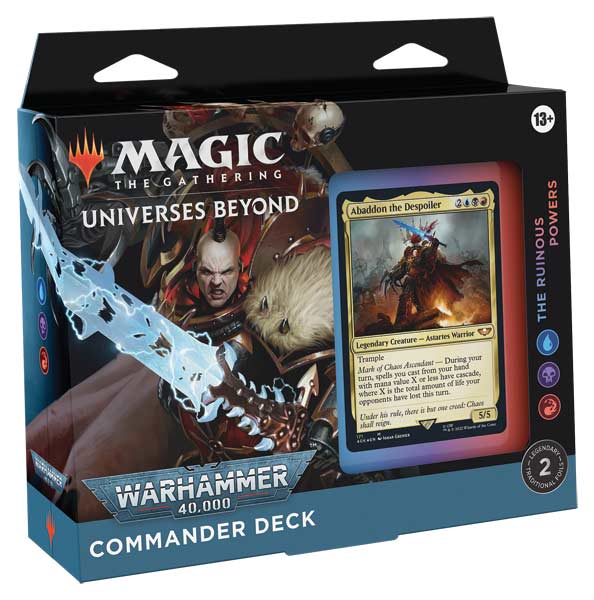 MAGIC
THE GATHERING
UNIVERSES BEYOND
WARHAMMER
40,000
COMMANDER DECK
13+
THE RUINOUS
POWERS
LEGENDARY
2
TRADITIONAL FOILS
Abaddon the Despoiler 2
Legendary Creature — Astartes Warrior
Trample
Mark of Chaos Ascendant — During your
turn, spells you cast from your hand
with mana value X or less have cascade,
where X is the total amount of life your
opponents have lost this turn.
Under his rule, there is but one creed: Chaos
shall reign.
5/5
171 M